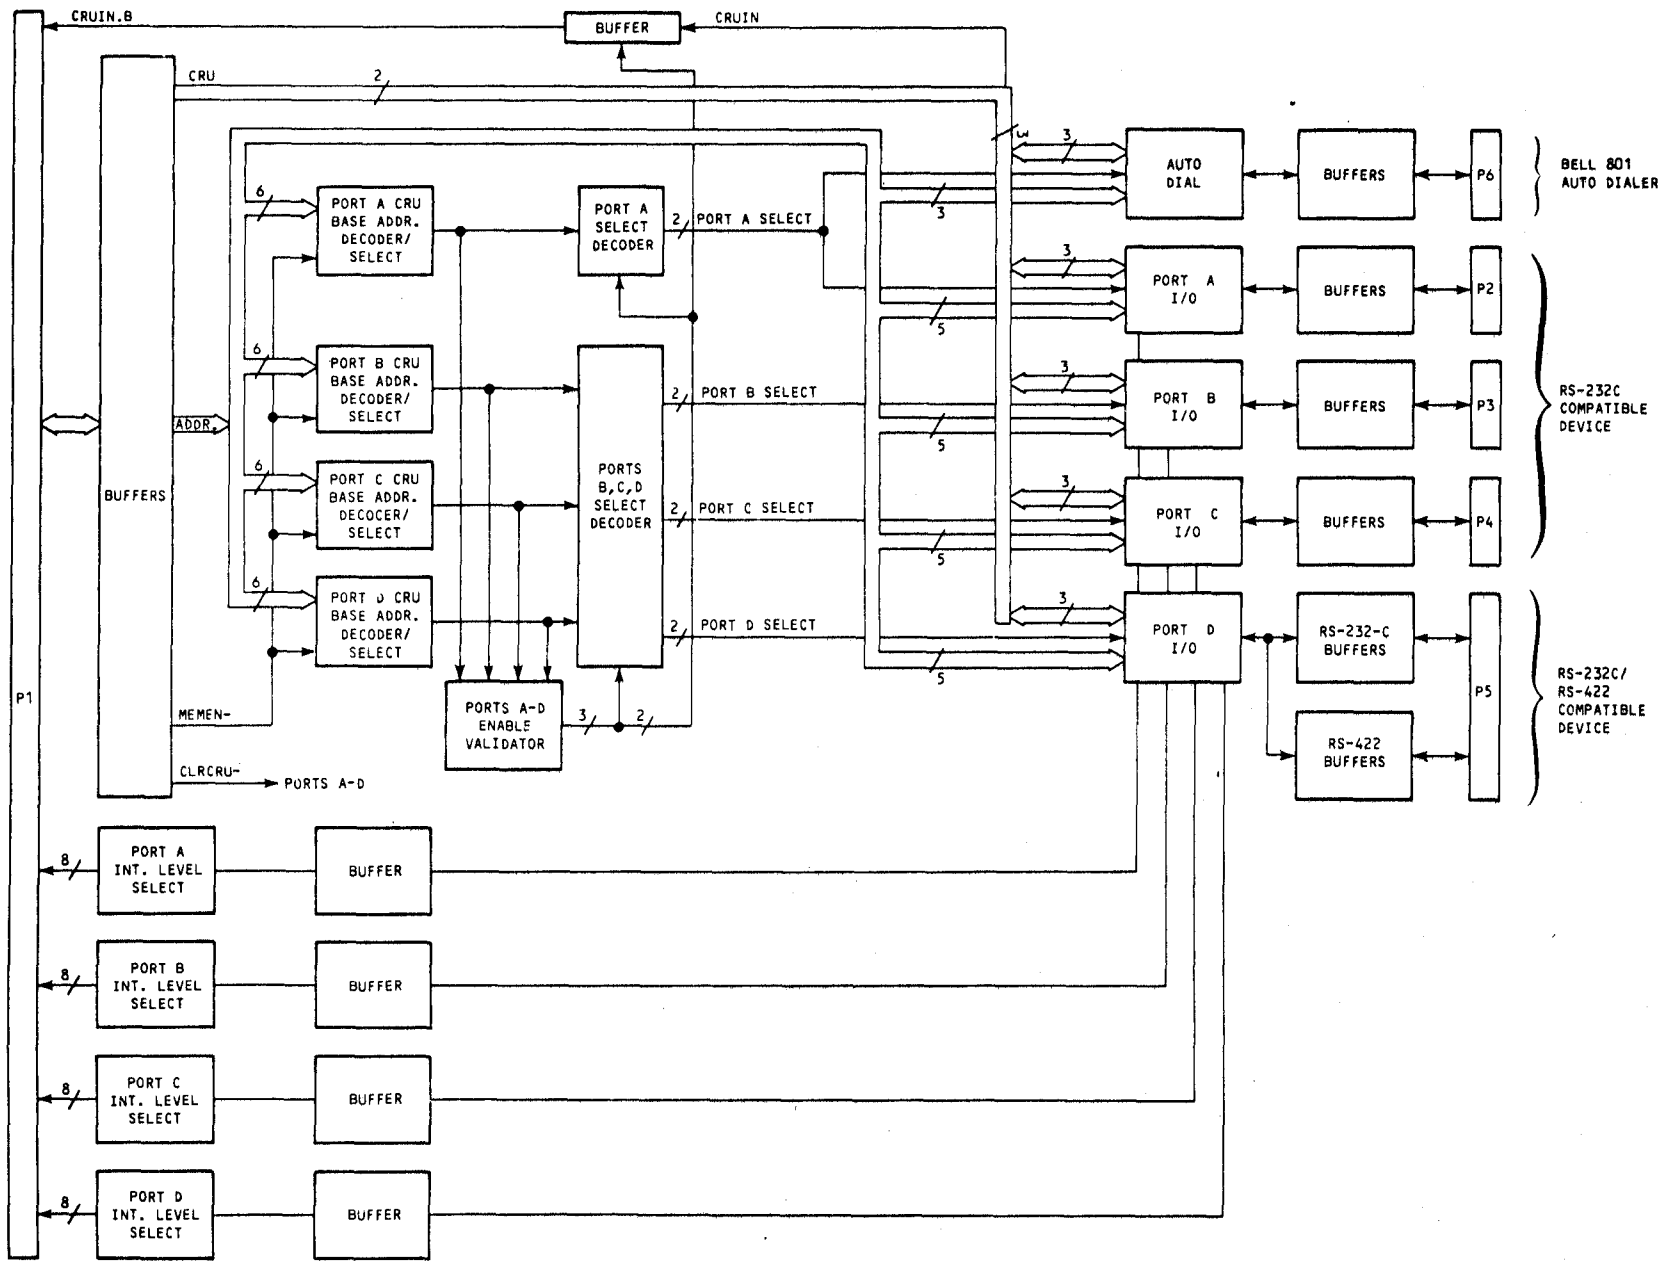 CRUIN.B
BUFFER
CRUIN
CRU
2
3
3
AUTO
DIAL
BUFFERS
P6
BELL 801
AUTO DIALER
3
6
PORT A CRU
BASE ADDR.
DECODER/
SELECT
PORT A
SELECT
DECODER
2
PORT A SELECT
3
PORT A
I/O
BUFFERS
P2
5
6
PORT B CRU
BASE ADDR.
DECODER/
SELECT
2
PORT B SELECT
3
PORT B
I/O
BUFFERS
P3
RS-232C
COMPATIBLE
DEVICE
5
ADDR.
BUFFERS
6
PORT C CRU
BASE ADDR.
DECOCER/
SELECT
PORTS
B,C,D
SELECT
DECODER
2
PORT C SELECT
3
PORT C
I/O
BUFFERS
P4
5
6
PORT D CRU
BASE ADDR.
DECODER/
SELECT
2
PORT D SELECT
3
PORT D
I/O
RS-232-C
BUFFERS
5
P1
P5
RS-232C/
RS-422
COMPATIBLE
DEVICE
MEMEN-
PORTS A-D
ENABLE
VALIDATOR
3
2
RS-422
BUFFERS
CLRCRU-
PORTS A-D
8
PORT A
INT. LEVEL
SELECT
BUFFER
8
PORT B
INT. LEVEL
SELECT
BUFFER
8
PORT C
INT. LEVEL
SELECT
BUFFER
8
PORT D
INT. LEVEL
SELECT
BUFFER